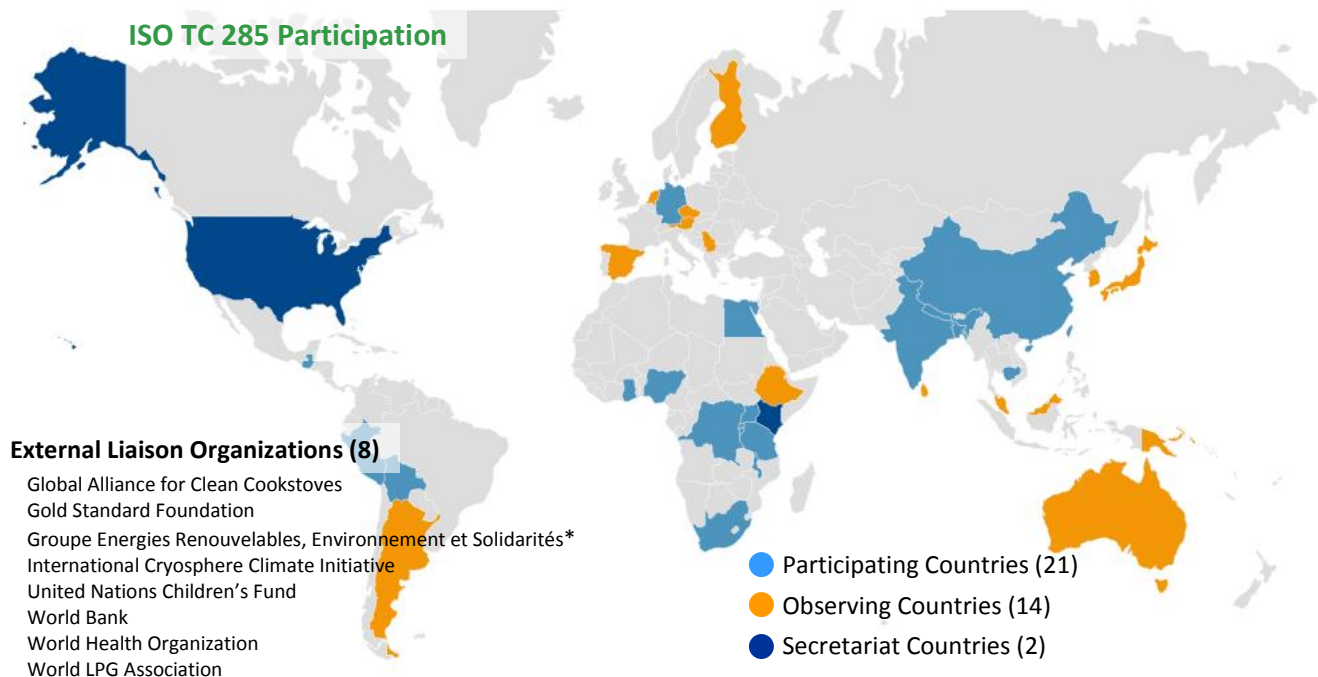 ISO TC 285 Participation
External Liaison Organizations (8)
Global Alliance for Clean Cookstoves
Gold Standard Foundation
Groupe Energies Renouvelables, Environnement et Solidarités*
International Cryosphere Climate Initiative
United Nations Children's Fund
World Bank
World Health Organization
World LPG Association
Participating Countries (21)
Observing Countries (14)
Secretariat Countries (2)